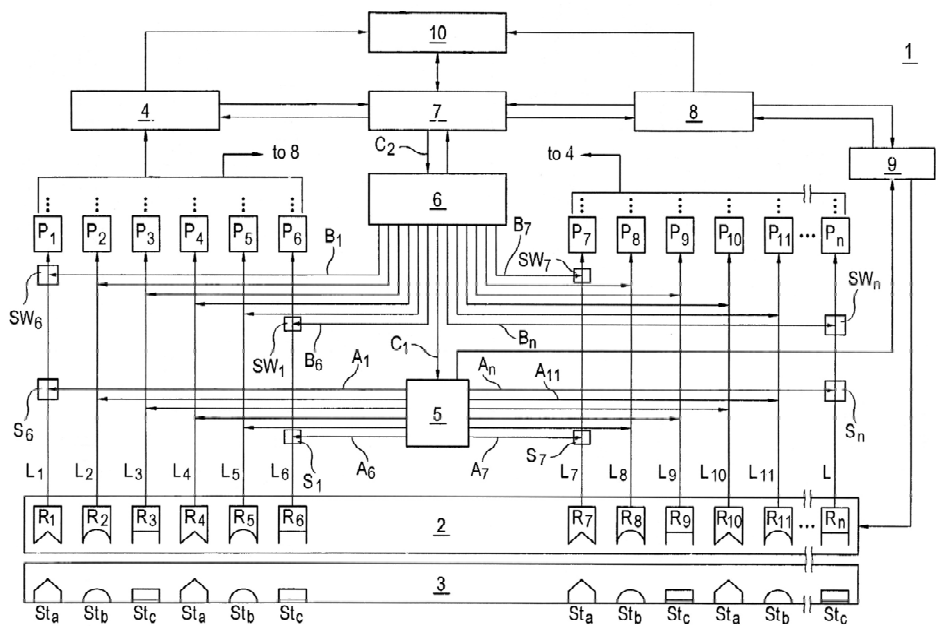 10
1
4
7
8
C2
to 8
to 4
9
6
P1 P2 P3 P4 P5 P6
P7 P8 P9 P10 P11 ... Pn
B1
B7
SW7
SWn
SW6
SW1
B6
C1
Bn
A1
An
A11
5
S6
Sn
S1
A6
A7
S7
L1 L2 L3 L4 L5 L6
L7 L8 L9 L10 L11 L
R1 R2 R3 R4 R5 R6 2 R7 R8 R9 R10 R11 ... Rn
3
Sta Stb Stc Sta Stb Stc Sta Stb Stc Sta Stb Stc